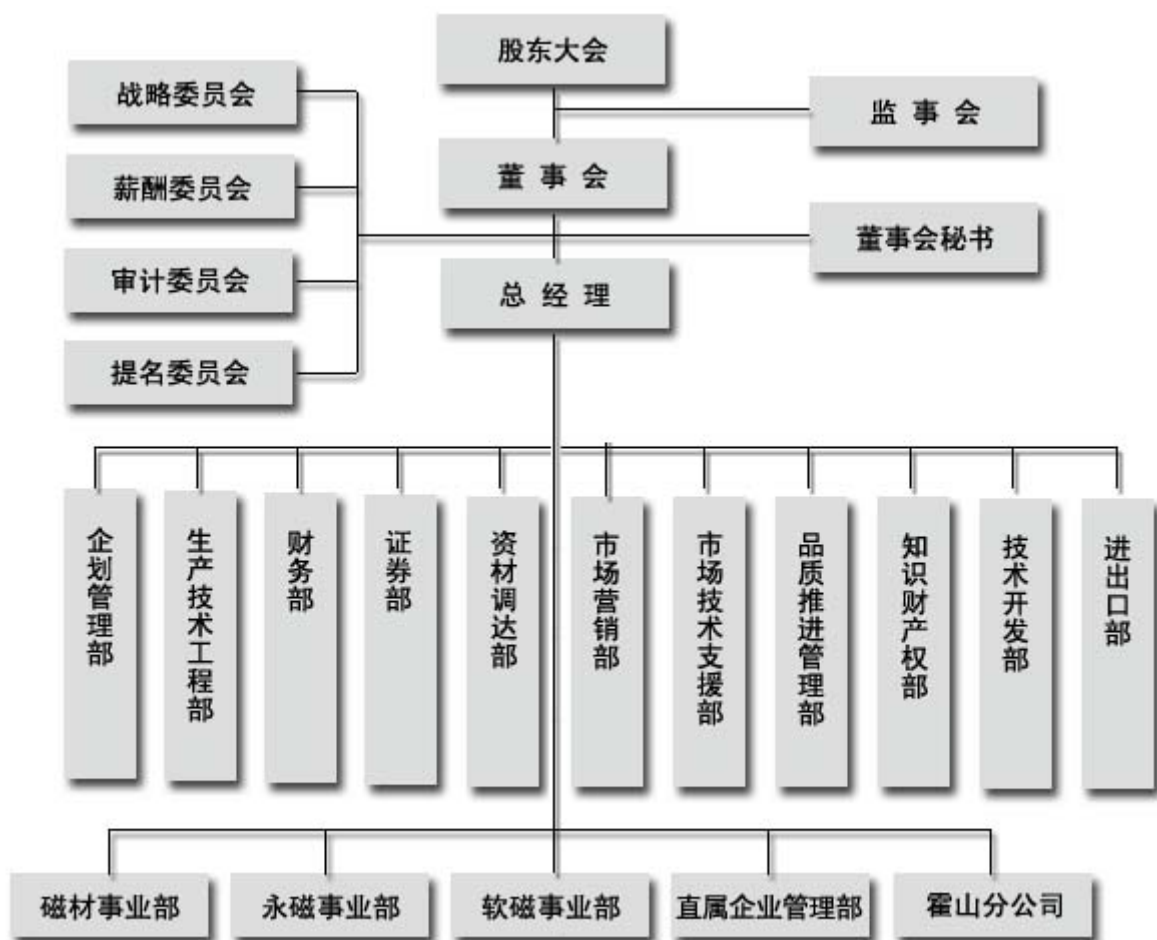 股东大会
战略委员会
监 事 会
董 事 会
薪酬委员会
董事会秘书
审计委员会
总 经 理
提名委员会
企划管理部
生产技术工程部
财务部
证券部
资材调达部
市场营销部
市场技术支援部
品质推进管理部
知识财产权部
技术开发部
进出口部
磁材事业部
永磁事业部
软磁事业部
直属企业管理部
霍山分公司